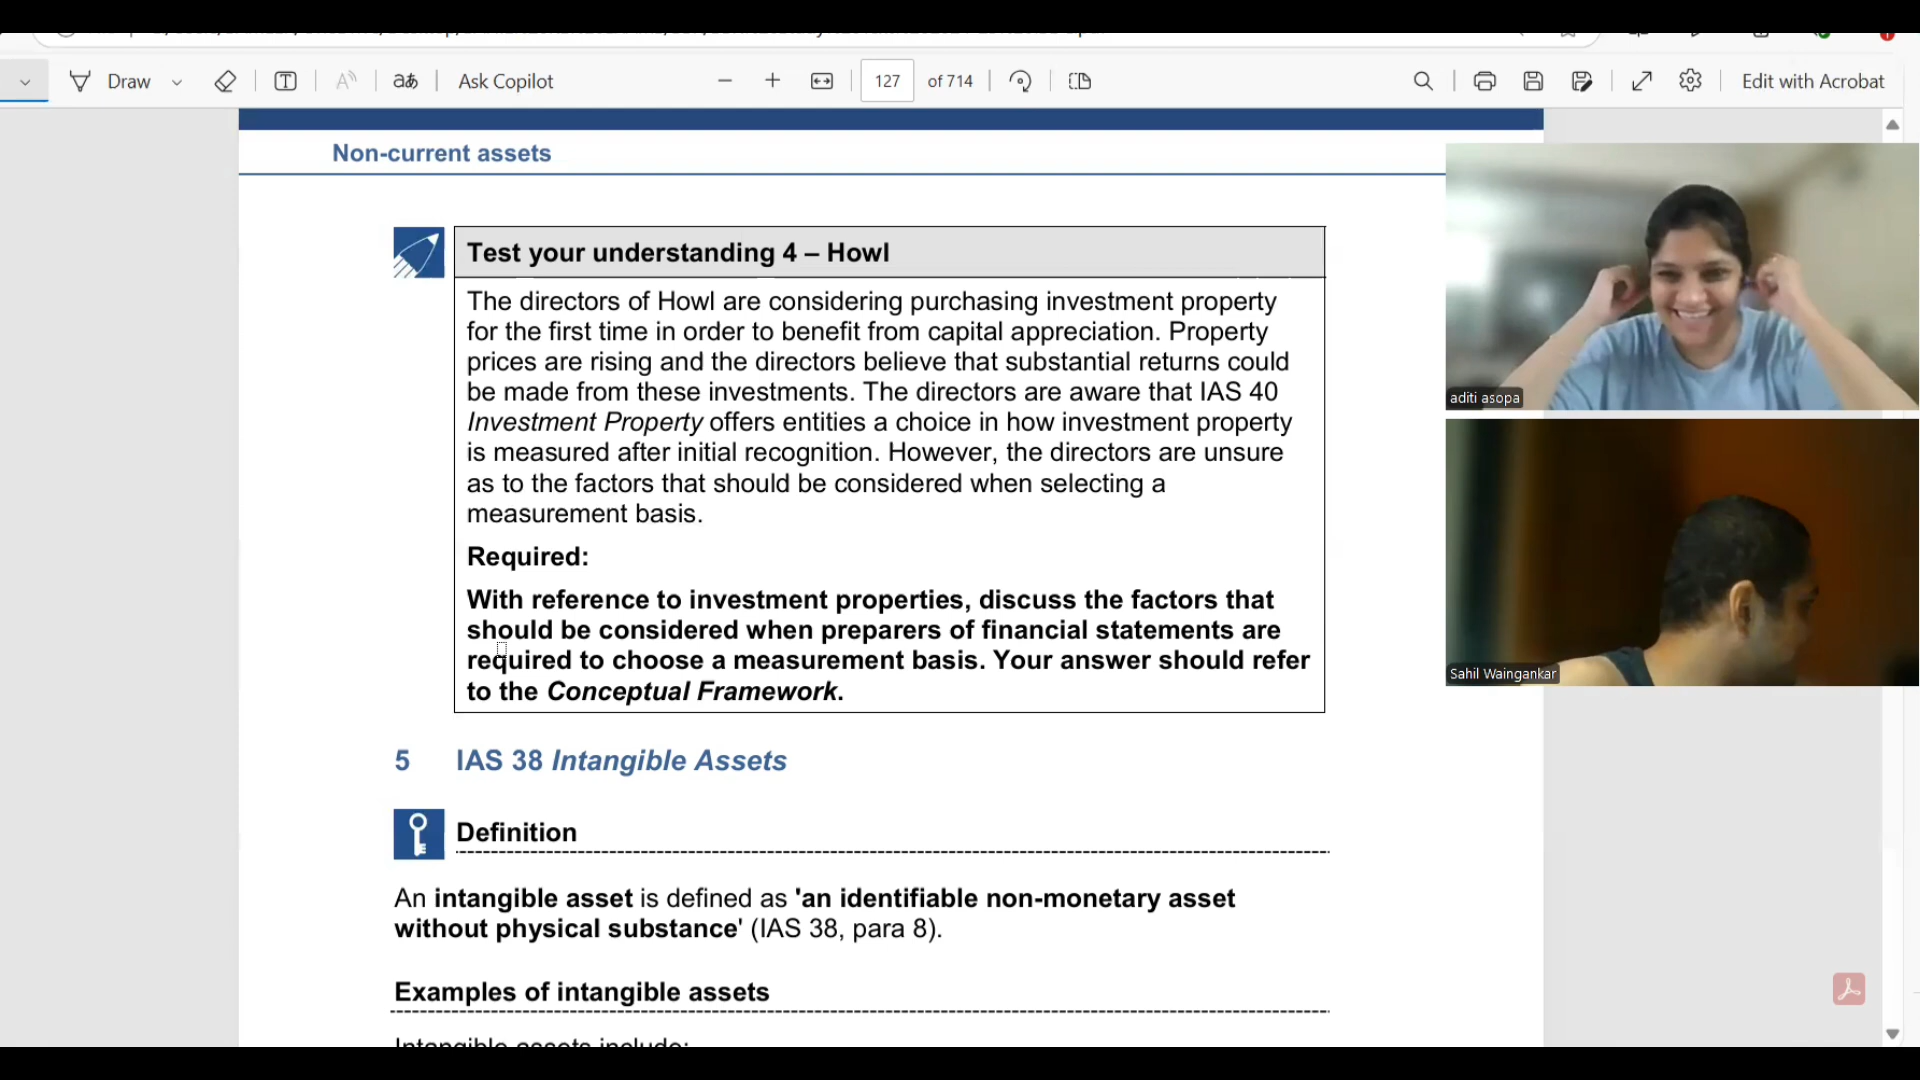 Draw
Ask Copilot
127
of 714
Edit with Acrobat
Non-current assets
Test your understanding 4 – Howl
The directors of Howl are considering purchasing investment property
for the first time in order to benefit from capital appreciation. Property
prices are rising and the directors believe that substantial returns could
be made from these investments. The directors are aware that IAS 40
Investment Property offers entities a choice in how investment property
is measured after initial recognition. However, the directors are unsure
as to the factors that should be considered when selecting a
measurement basis.
Required:
With reference to investment properties, discuss the factors that
should be considered when preparers of financial statements are
required to choose a measurement basis. Your answer should refer
to the Conceptual Framework.
aditi asopa
Sahil Waingankar
5 IAS 38 Intangible Assets
Definition
An intangible asset is defined as 'an identifiable non-monetary asset
without physical substance' (IAS 38, para 8).
Examples of intangible assets
Intangible assets include: